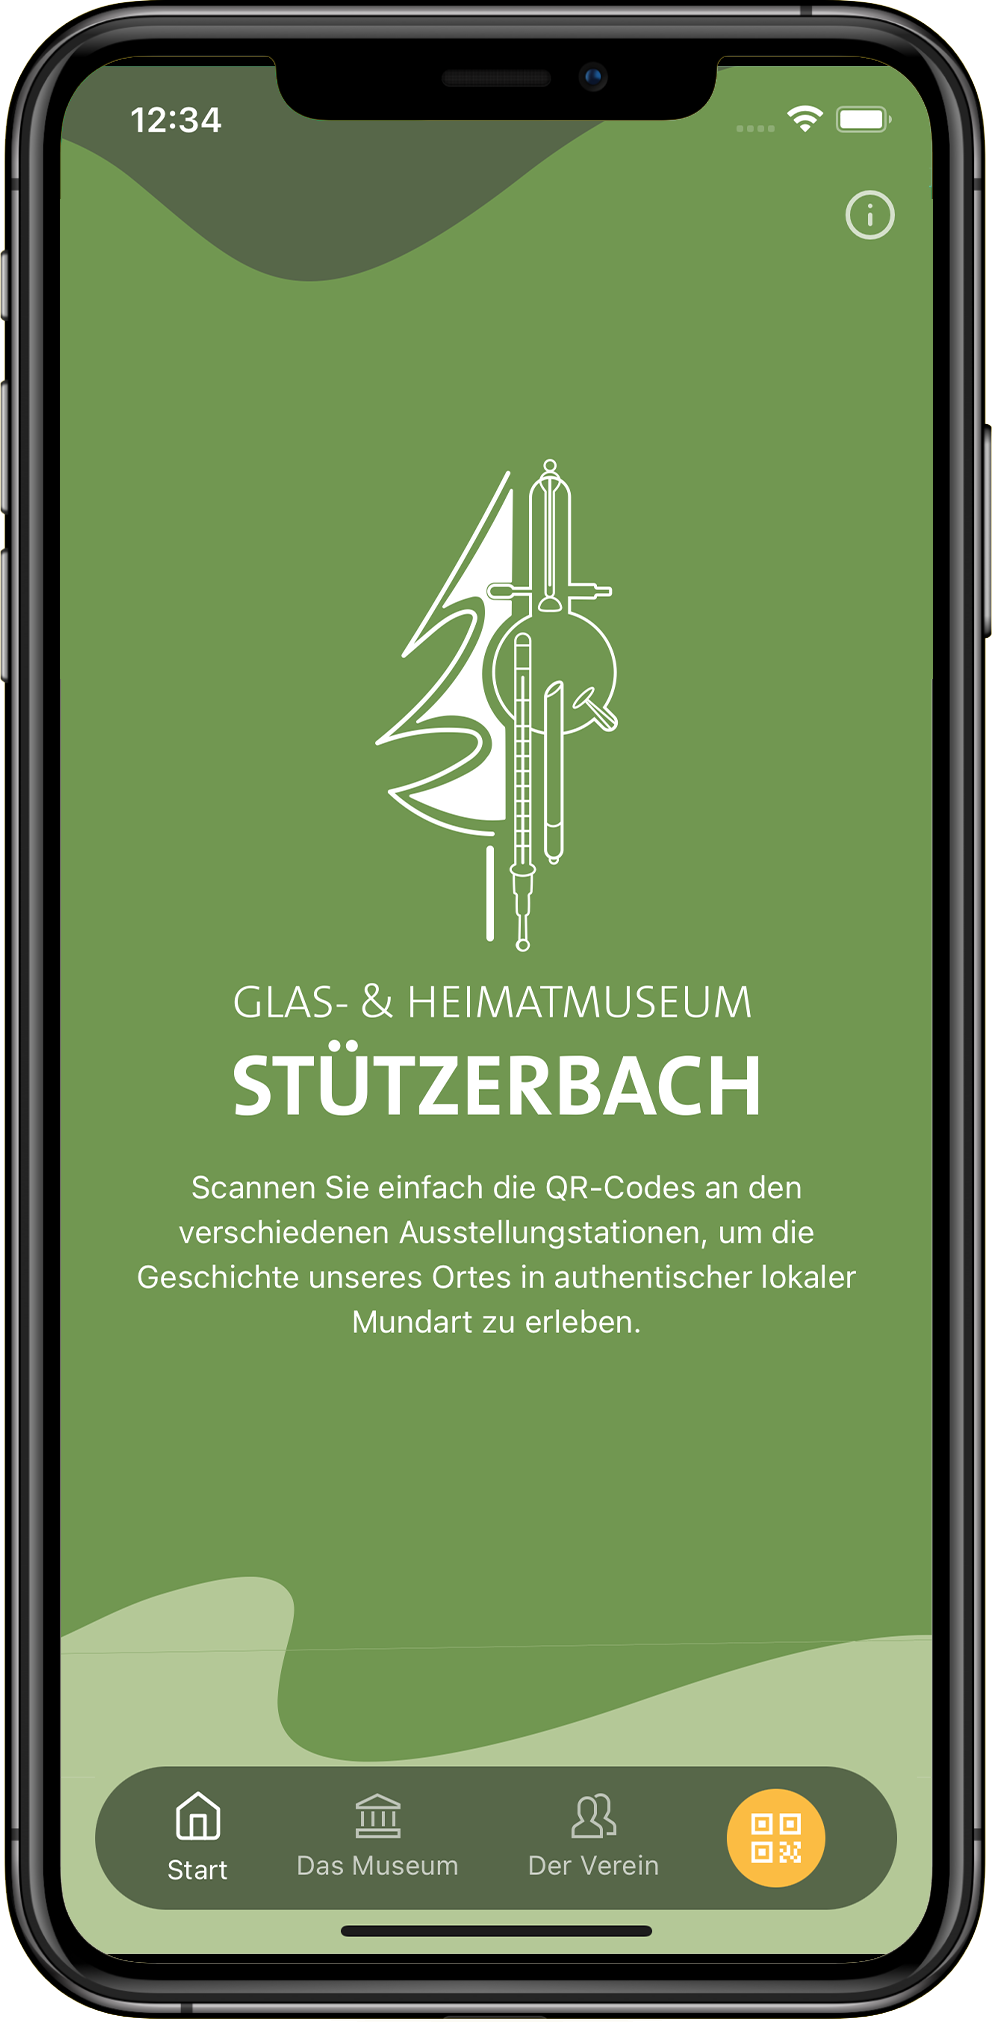 12:34
GLAS- & HEIMATMUSEUM
STÜTZERBACH
Scannen Sie einfach die QR-Codes an den
verschiedenen Ausstellungstationen, um die
Geschichte unseres Ortes in authentischer lokaler
Mundart zu erleben.
Start
Das Museum
Der Verein